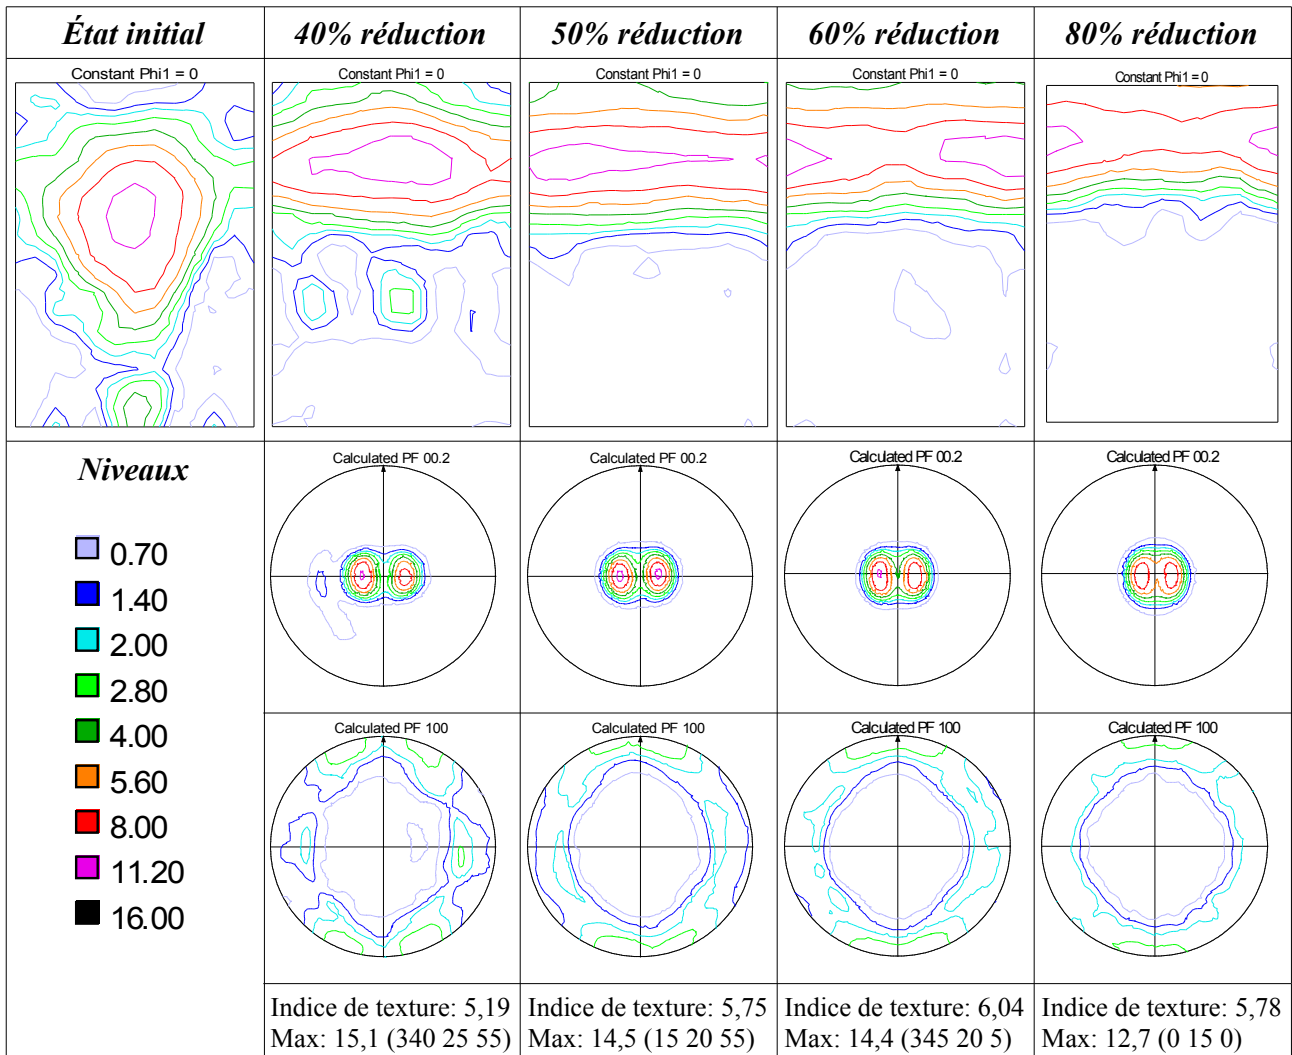 État initial
40% réduction
50% réduction
60% réduction
80% réduction
Constant Phi1 = 0
Constant Phi1 = 0
Constant Phi1 = 0
Constant Phi1 = 0
Constant Phi1 = 0
Niveaux
0.70
1.40
2.00
2.80
4.00
5.60
8.00
11.20
16.00
Calculated PF 00.2
Calculated PF 00.2
Calculated PF 00.2
Calculated PF 00.2
Calculated PF 100
Calculated PF 100
Calculated PF 100
Calculated PF 100
Indice de texture: 5,19
Max: 15,1 (340 25 55)
Indice de texture: 5,75
Max: 14,5 (15 20 55)
Indice de texture: 6,04
Max: 14,4 (345 20 5)
Indice de texture: 5,78
Max: 12,7 (0 15 0)